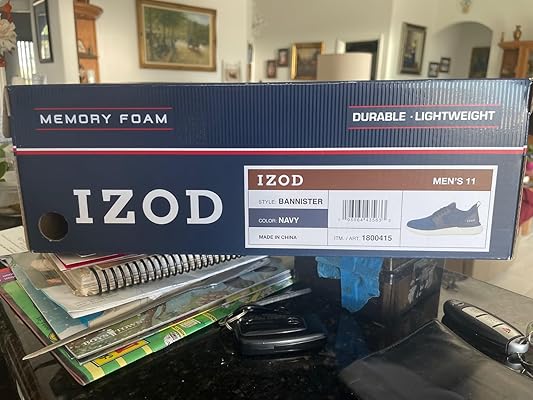 MEMORY FOAM
DURABLE · LIGHTWEIGHT
IZOD
IZOD
MEN'S 11
STYLE: BANNISTER
COLOR: NAVY
MADE IN CHINA
ITM. / ART. 1800415